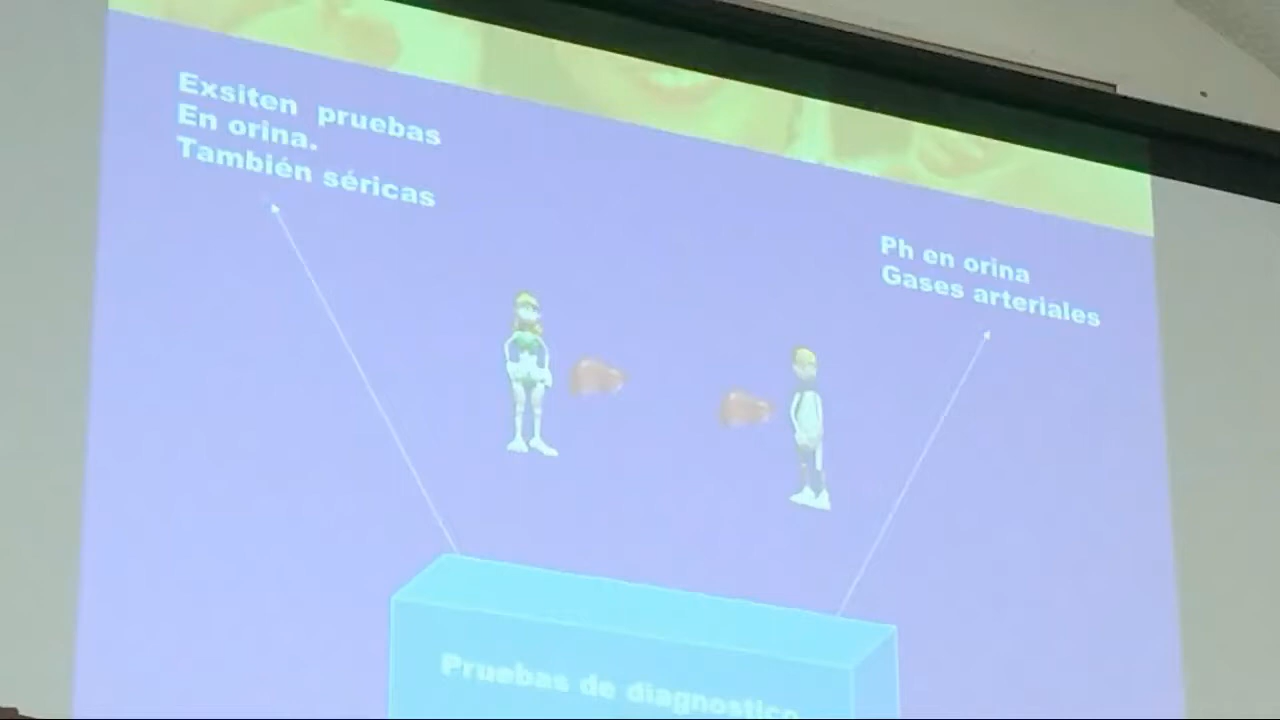 Exsiten pruebas
En orina.
También séricas
Ph en orina
Gases arteriales
Pruebas de diagnostico